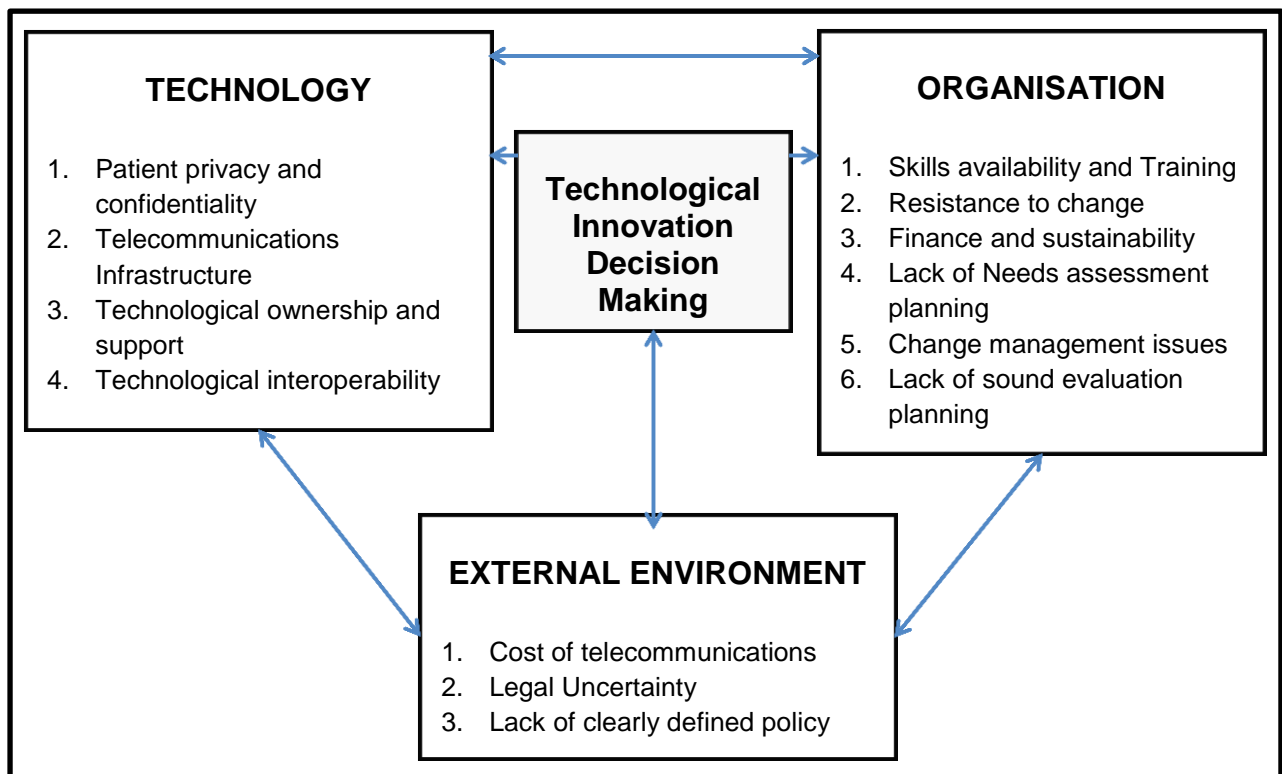 TECHNOLOGY
1. Patient privacy and
confidentiality
2. Telecommunications
Infrastructure
3. Technological ownership and
support
4. Technological interoperability
Technological
Innovation
Decision
Making
ORGANISATION
1. Skills availability and Training
2. Resistance to change
3. Finance and sustainability
4. Lack of Needs assessment
planning
5. Change management issues
6. Lack of sound evaluation
planning
EXTERNAL ENVIRONMENT
1. Cost of telecommunications
2. Legal Uncertainty
3. Lack of clearly defined policy